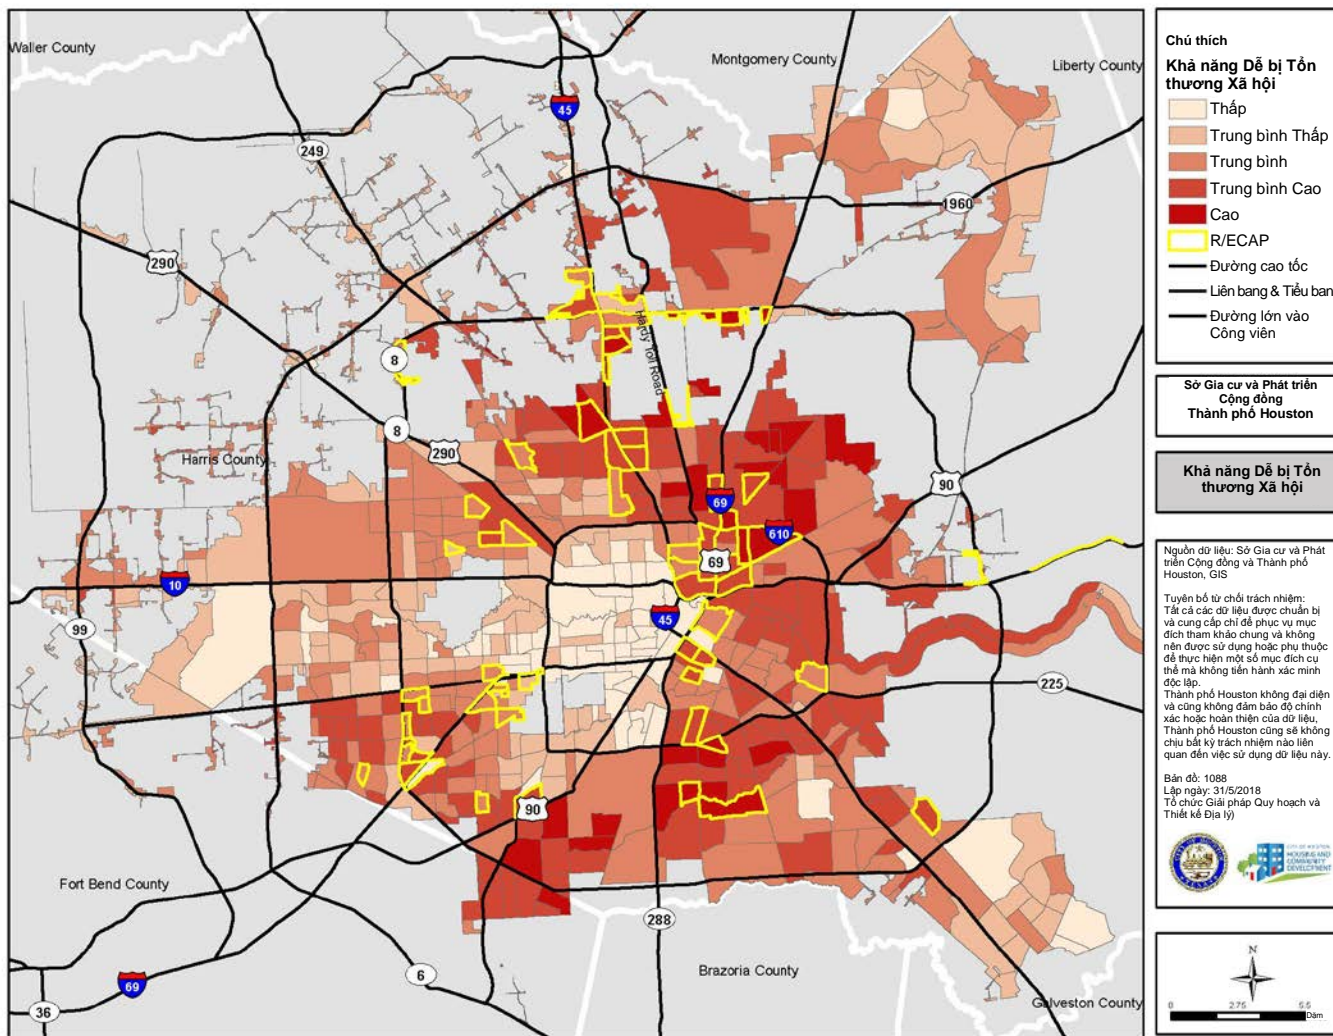 Waller County
Montgomery County
Liberty County
45
249
1960
290
Hardy Toll Road
8
8
290
Harris County
90
69
610
69
10
45
99
225
90
Fort Bend County
288
6
Brazoria County
69
36
Galveston County
Chú thích
Khả năng Dễ bị Tổn
thương Xã hội
Thấp
Trung bình Thấp
Trung bình
Trung bình Cao
Cao
R/ECAP
Đường cao tốc
Liên bang & Tiểu ban
Đường lớn vào
Công viên
Sở Gia cư và Phát triển
Cộng đồng
Thành phố Houston
Khả năng Dễ bị Tổn
thương Xã hội
Nguồn dữ liệu: Sở Gia cư và Phát
triển Cộng đồng và Thành phố
Houston, GIS
Tuyên bố từ chối trách nhiệm:
Tất cả các dữ liệu được chuẩn bị
và cung cấp chỉ để phục vụ mục
đích tham khảo chung và không
nên được sử dụng hoặc phụ thuộc
để thực hiện một số mục đích cụ
thể mà không tiến hành xác minh
độc lập.
Thành phố Houston không đại diện
và cũng không đảm bảo độ chính
xác hoặc hoàn thiện của dữ liệu,
Thành phố Houston cũng sẽ không
chịu bất kỳ trách nhiệm nào liên
quan đến việc sử dụng dữ liệu này.
Bản đồ: 1088
Lập ngày: 31/5/2018
Tổ chức Giải pháp Quy hoạch và
Thiết kế Địa lý)
CITY OF HOUSTON
HOUSING AND
COMMUNITY
DEVELOPMENT
N
0 2.75 5.5
Dặm